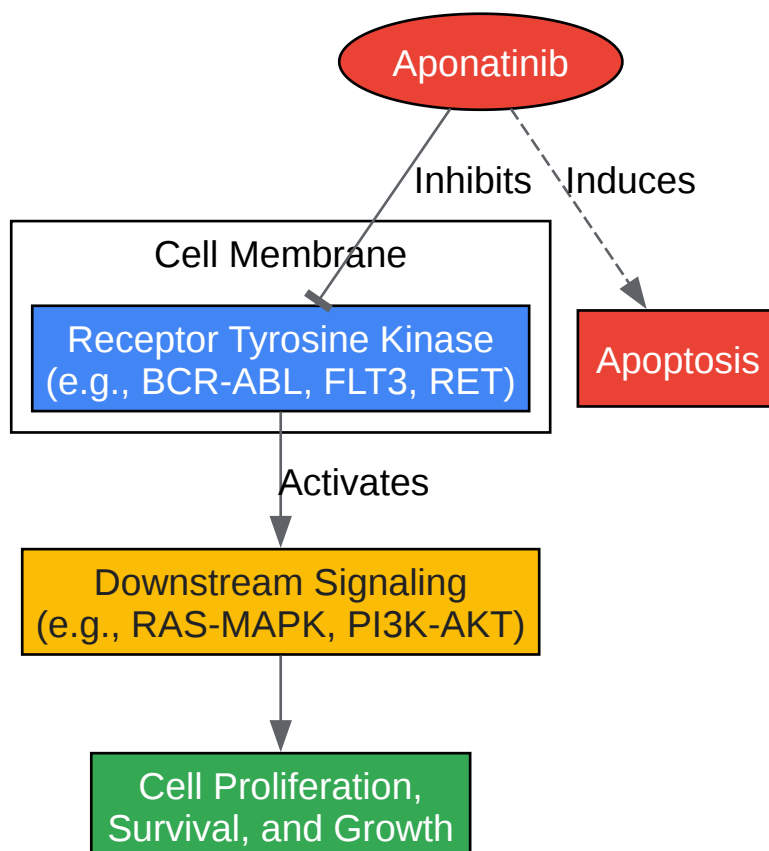 Aponatinib
Inhibits
Induces
Cell Membrane
Receptor Tyrosine Kinase
(e.g., BCR-ABL, FLT3, RET)
Apoptosis
Activates
Downstream Signaling
(e.g., RAS-MAPK, PI3K-AKT)
Cell Proliferation,
Survival, and Growth